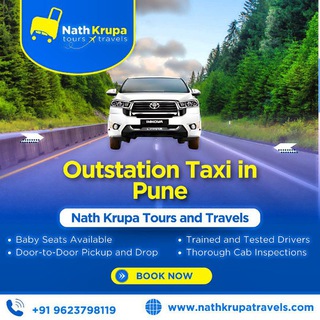 Nath Krupa
tours travels
Outstation Taxi in
Pune
Nath Krupa Tours and Travels
• Baby Seats Available
• Door-to-Door Pickup and Drop
• Trained and Tested Drivers
• Thorough Cab Inspections
BOOK NOW
+91 9623798119
www.nathkrupatravels.com